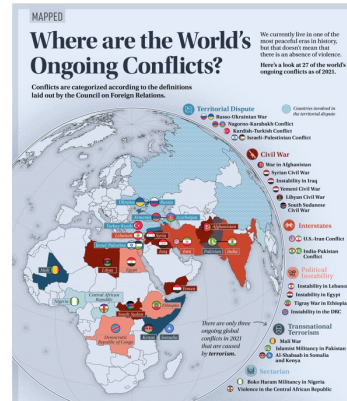 MAPPED
Where are the World's
Ongoing Conflicts?
We currently live in one of the
most peaceful eras in history,
but that doesn't mean that
there is an absence of violence.
Here's a look at 27 of the world's
ongoing conflicts as of 2021.
Conflicts are categorized according to the definitions
laid out by the Council on Foreign Relations.
Territorial Dispute
Russo-Ukrainian War
Nagorno-Karabakh Conflict
Kurdish-Turkish Conflict
Israeli-Palestinian Conflict
Countries involved in
the territorial dispute
Civil War
War in Afghanistan
Syrian Civil War
Instability in Iraq
Yemeni Civil War
Libyan Civil War
South Sudanese
Civil War
Interstates
U.S.-Iran Conflict
Indo-Pakistan
Conflict
Political
Instability
Instability in Lebanon
Instability in Egypt
Tigray War in Ethiopia
Instability in the DRC
Transnational
Terrorism
Mali War
Islamist Militancy in Pakistan
Al-Shabaab in Somalia
and Kenya
Sectarian
Boko Haram Militancy in Nigeria
Violence in the Central African Republic
Ukraine
Russia
Armenia
Azerbaijan
Lebanon
Syria
Afghanistan
Iraq
Iran
Pakistan
India
Mali
Libya
Egypt
Yemen
Nigeria
Central African
Republic
Ethiopia
South Sudan
Democratic
Republic of Congo
Kenya
Somalia
There are only three
ongoing global
conflicts in 2021
that are caused
by terrorism.